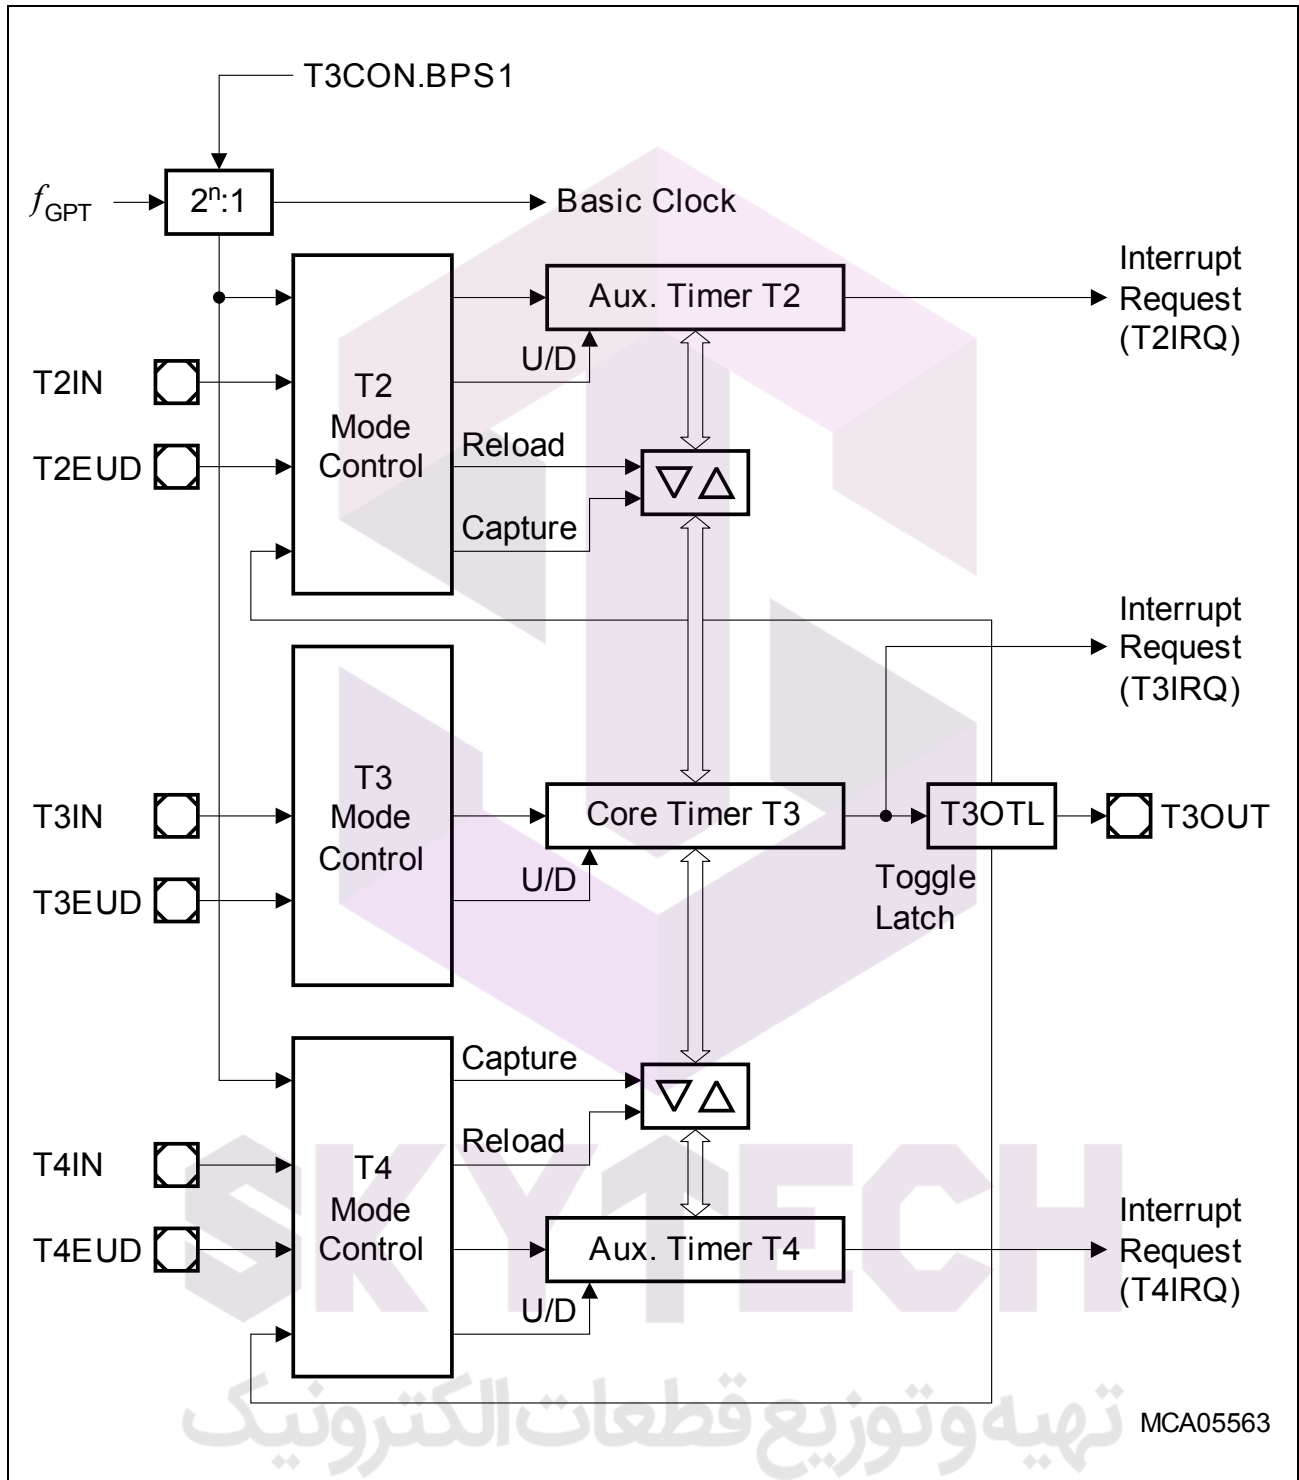 T3CON.BPS1
fGPT
2ⁿ:1
Basic Clock
Interrupt
Request
(T2IRQ)
Aux. Timer T2
U/D
T2IN
T2
Mode
Control
T2EUD
Reload
Capture
Interrupt
Request
(T3IRQ)
T3
Mode
Control
T3IN
Core Timer T3
T3OTL
T3OUT
U/D
Toggle
Latch
T3EUD
Capture
Reload
T4IN
T4
Mode
Control
T4EUD
Aux. Timer T4
Interrupt
Request
(T4IRQ)
U/D
SKYTECH
تهیه و توزیع قطعات الکترونیک
MCA05563